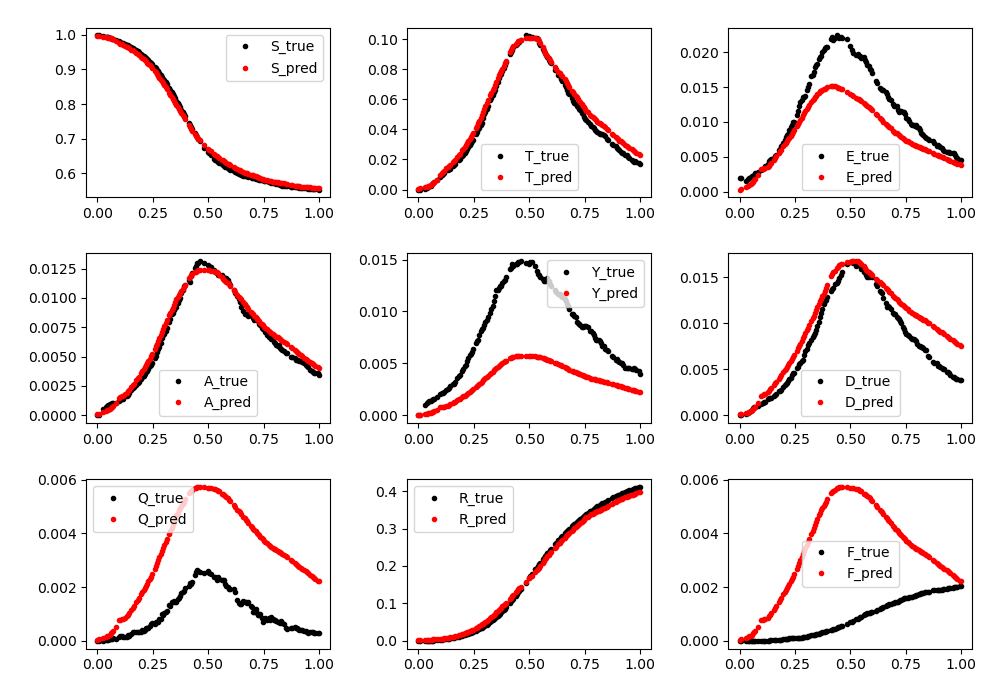 1.0
0.9
0.8
0.7
0.6
S_true
S_pred
0.00 0.25 0.50 0.75 1.00
0.10
0.08
0.06
0.04
0.02
0.00
T_true
T_pred
0.00 0.25 0.50 0.75 1.00
0.020
0.015
0.010
0.005
0.000
E_true
E_pred
0.00 0.25 0.50 0.75 1.00
0.0125
0.0100
0.0075
0.0050
0.0025
0.0000
A_true
A_pred
0.00 0.25 0.50 0.75 1.00
0.015
0.010
0.005
0.000
Y_true
Y_pred
0.00 0.25 0.50 0.75 1.00
0.015
0.010
0.005
0.000
D_true
D_pred
0.00 0.25 0.50 0.75 1.00
0.006
0.004
0.002
0.000
Q_true
Q_pred
0.00 0.25 0.50 0.75 1.00
0.4
0.3
0.2
0.1
0.0
R_true
R_pred
0.00 0.25 0.50 0.75 1.00
0.006
0.004
0.002
0.000
F_true
F_pred
0.00 0.25 0.50 0.75 1.00